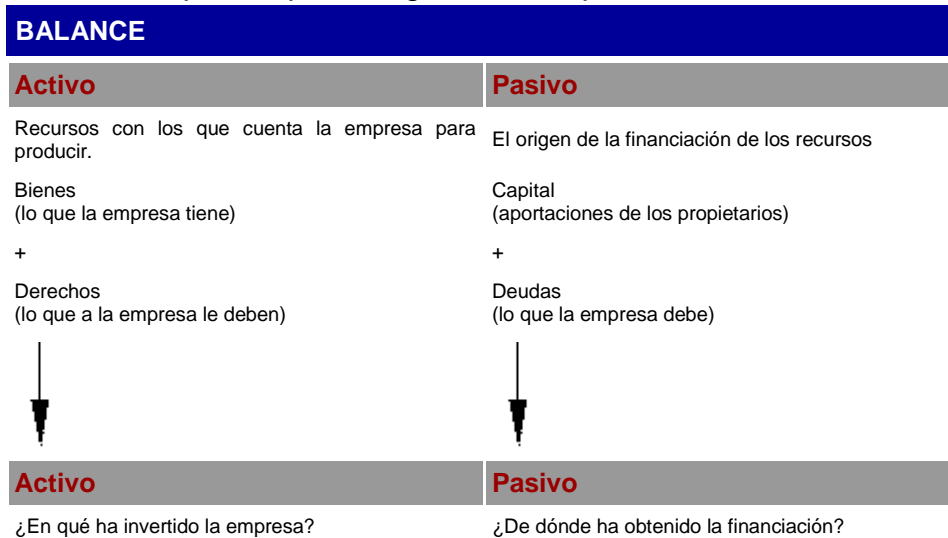 BALANCE
Activo
Pasivo
Recursos con los que cuenta la empresa para
producir.
El origen de la financiación de los recursos
Bienes
(lo que la empresa tiene)
Capital
(aportaciones de los propietarios)
+
+
Derechos
(lo que a la empresa le deben)
Deudas
(lo que la empresa debe)
Activo
Pasivo
¿En qué ha invertido la empresa?
¿De dónde ha obtenido la financiación?